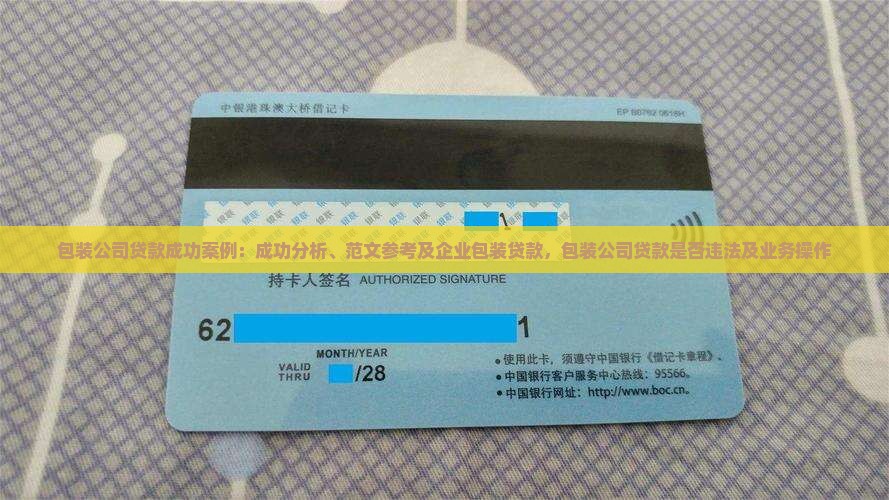 中银港珠澳大桥借记卡
EP B0762 0618H
1
包装公司贷款成功案例：成功分析、范文参考及企业包装贷款，包装公司贷款是否违法及业务操作
持卡人签名 AUTHORIZED SIGNATURE
62 1
MONTH/YEAR
VALID THRU /28
●使用此卡，须遵守中国银行《借记卡章程》。
●中国银行客户服务中心热线：95566。
●中国银行网址：http://www.boc.cn。